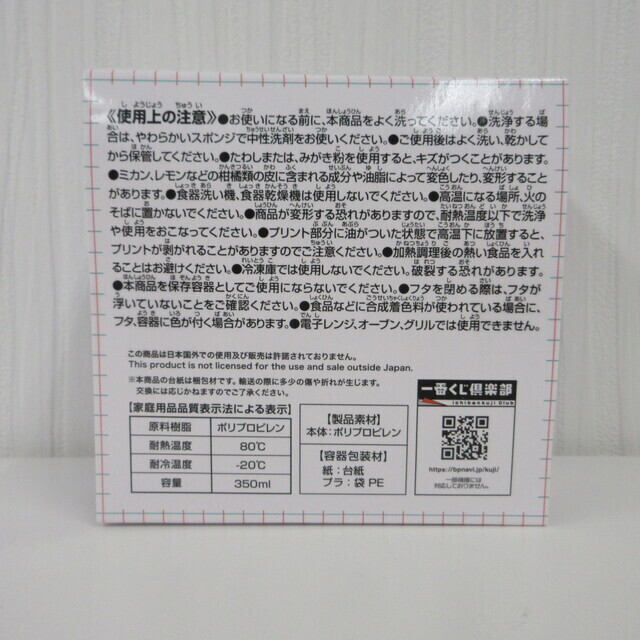 《使用上の注意》●お使いになる前に、本商品をよく洗ってください。●洗浄する場
合は、やわらかいスポンジで中性洗剤をお使いください。●ご使用後はよく洗い、乾かして
から保管してください。●たわしまたは、みがき粉を使用すると、キズがつくことがあります。
●ミカン、レモンなどの柑橘類の皮に含まれる成分や油脂によって変色したり、変形すること
があります。●食器洗い機、食器乾燥機は使用しないでください。●高温になる場所、火の
そばに置かないでください。●商品が変形する恐れがありますので、耐熱温度以下で洗浄
や使用をおこなってください。●プリント部分に油がついた状態で高温下に放置すると、
プリントが剥がれることがありますのでご注意ください。●加熱調理後の熱い食品を入れ
ることはお避けください。●冷凍庫では使用しないでください。破裂する恐れがあります。
●本商品を保存容器としてご使用にならないでください。●フタを閉める際は、フタが
浮いていないことをご確認ください。●食品などに合成着色料が使われている場合に、
フタ、容器に色が付く場合があります。●電子レンジ、オーブン、グリルでは使用できません。
この商品は日本国外での使用及び販売は許諾されておりません。
This product is not licensed for the use and sale outside Japan.
※本商品の台紙は梱包材です。輸送の際に多少の傷や折れが生じます。
交換には応じかねますのでご了承ください。
【家庭用品品質表示法による表示】
原料樹脂 ポリプロピレン
耐熱温度 80℃
耐冷温度 -20℃
容量 350ml
【製品素材】
本体：ポリプロピレン
【容器包装材】
紙：台紙
プラ：袋 PE
一番くじ倶楽部
ichibankuji Club
https://bpnavi.jp/kuji/
一部機種には
対応しておりません。